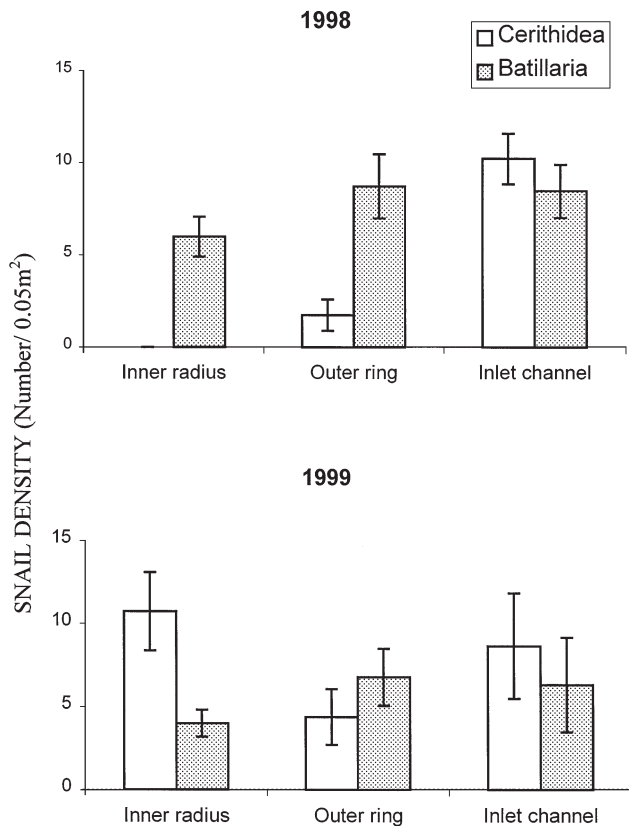 1998
Cerithidea
Batillaria
15
10
5
0
Inner radius Outer ring Inlet channel
SNAIL DENSITY (Number/ 0.05m²)
1999
15
10
5
0
Inner radius Outer ring Inlet channel